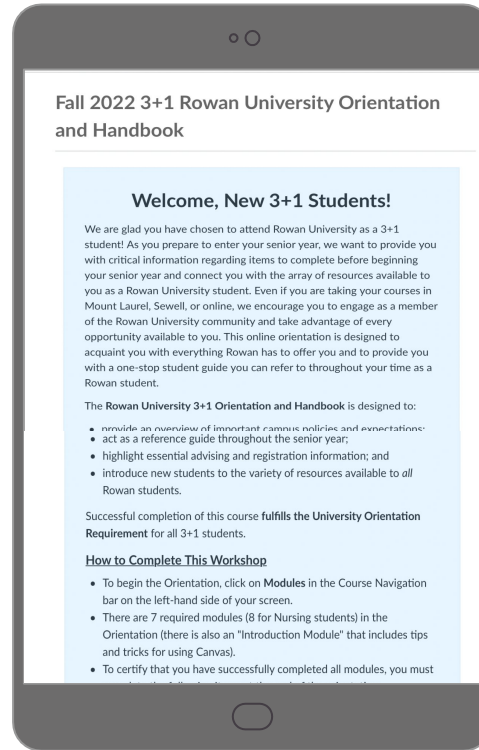 Fall 2022 3+1 Rowan University Orientation
and Handbook
Welcome, New 3+1 Students!
We are glad you have chosen to attend Rowan University as a 3+1
student! As you prepare to enter your senior year, we want to provide you
with critical information regarding items to complete before beginning
your senior year and connect you with the array of resources available to
you as a Rowan University student. Even if you are taking your courses in
Mount Laurel, Sewell, or online, we encourage you to engage as a member
of the Rowan University community and take advantage of every
opportunity available to you. This online orientation is designed to
acquaint you with everything Rowan has to offer you and to provide you
with a one-stop student guide you can refer to throughout your time as a
Rowan student.
The Rowan University 3+1 Orientation and Handbook is designed to:
• provide an overview of important campus policies and expectations;
• act as a reference guide throughout the senior year;
• highlight essential advising and registration information; and
• introduce new students to the variety of resources available to all
Rowan students.
Successful completion of this course fulfills the University Orientation
Requirement for all 3+1 students.
How to Complete This Workshop
• To begin the Orientation, click on Modules in the Course Navigation
bar on the left-hand side of your screen.
• There are 7 required modules (8 for Nursing students) in the
Orientation (there is also an "Introduction Module" that includes tips
and tricks for using Canvas).
• To certify that you have successfully completed all modules, you must